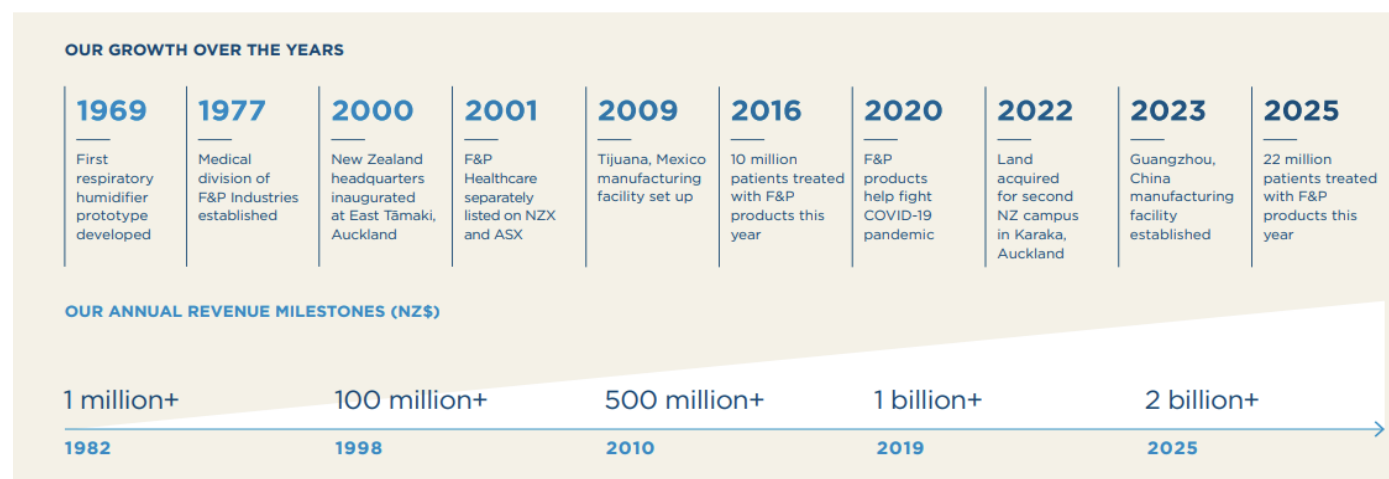 OUR GROWTH OVER THE YEARS
1969
First
respiratory
humidifier
prototype
developed
1977
Medical
division of
F&P Industries
established
2000
New Zealand
headquarters
inaugurated
at East Tāmaki,
Auckland
2001
F&P
Healthcare
separately
listed on NZX
and ASX
2009
Tijuana, Mexico
manufacturing
facility set up
2016
10 million
patients treated
with F&P
products this
year
2020
F&P
products
help fight
COVID-19
pandemic
2022
Land
acquired
for second
NZ campus
in Karaka,
Auckland
2023
Guangzhou,
China
manufacturing
facility
established
2025
22 million
patients treated
with F&P
products this
year
OUR ANNUAL REVENUE MILESTONES (NZ$)
1 million+
1982
100 million+
1998
500 million+
2010
1 billion+
2019
2 billion+
2025